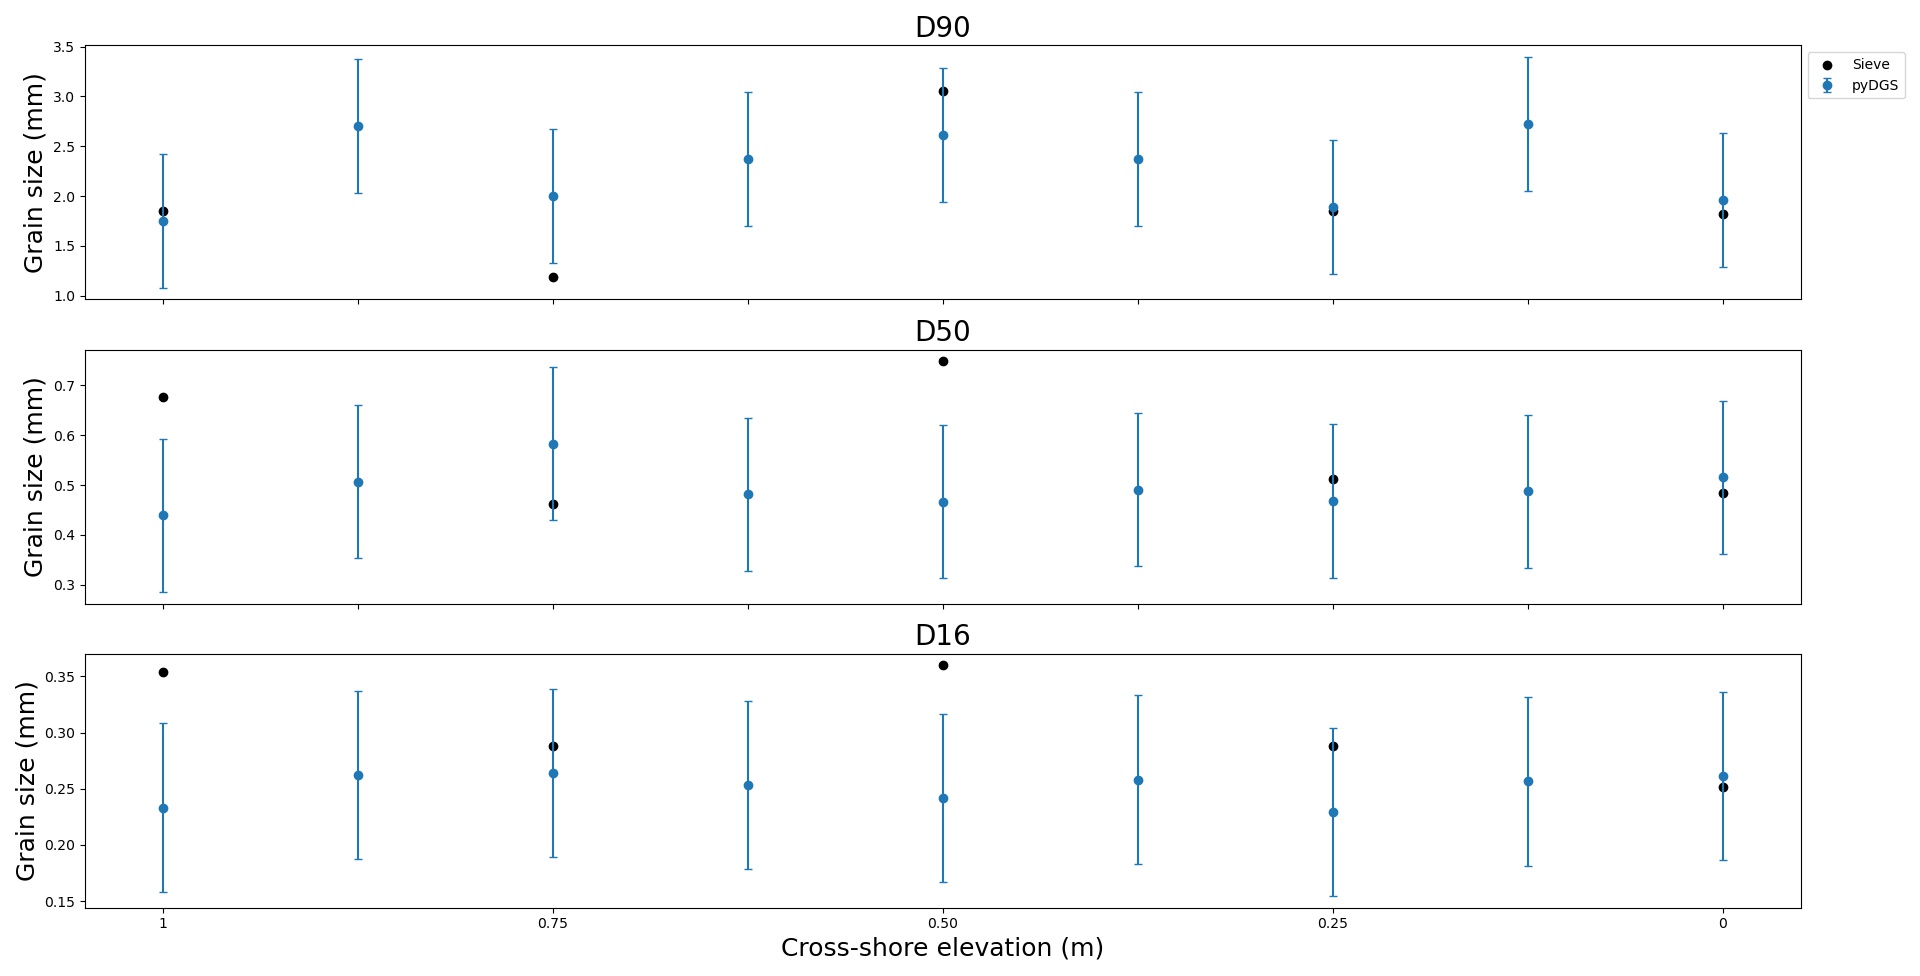 D90
Grain size (mm)
3.5
3.0
2.5
2.0
1.5
1.0
Sieve
pyDGS
D50
Grain size (mm)
0.7
0.6
0.5
0.4
0.3
D16
Grain size (mm)
0.35
0.30
0.25
0.20
0.15
1 0.75 0.50 0.25 0
Cross-shore elevation (m)